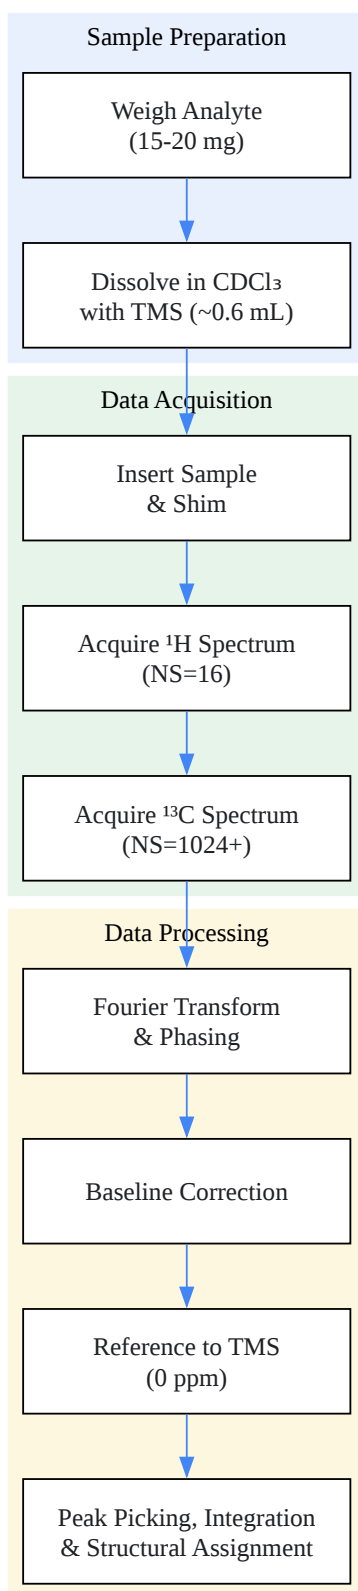 Sample Preparation
Weigh Analyte
(15-20 mg)
Dissolve in CDCl₃
with TMS (~0.6 mL)
Data Acquisition
Insert Sample
& Shim
Acquire ¹H Spectrum
(NS=16)
Acquire ¹³C Spectrum
(NS=1024+)
Data Processing
Fourier Transform
& Phasing
Baseline Correction
Reference to TMS
(0 ppm)
Peak Picking, Integration
& Structural Assignment